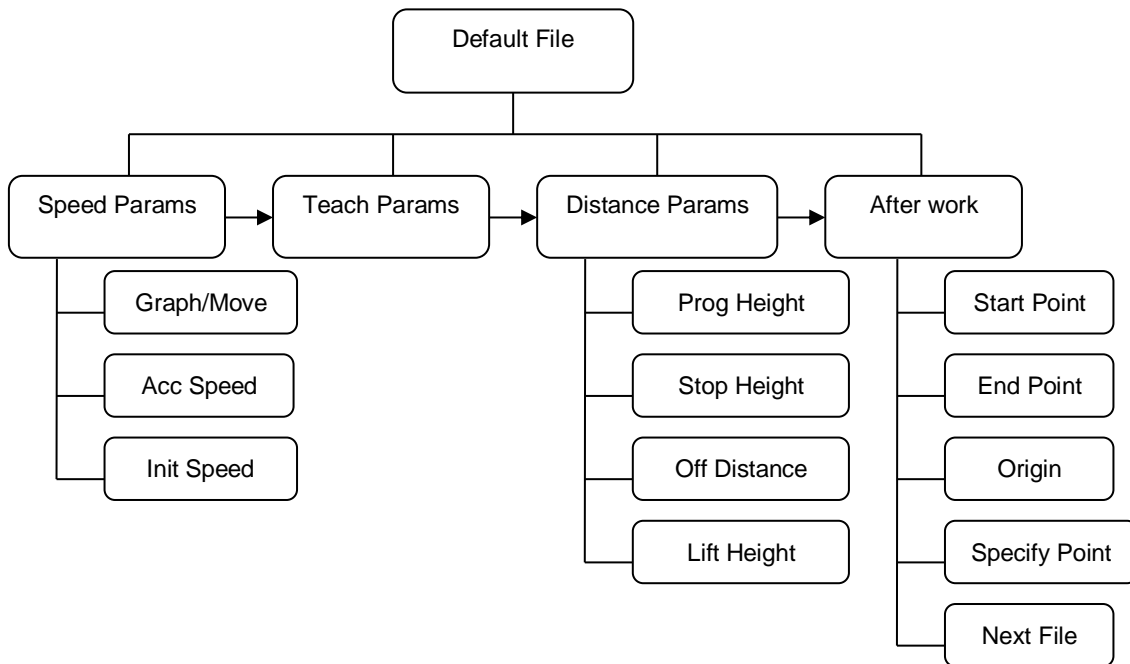 Default File
Speed Params
Teach Params
Distance Params
After work
Graph/Move
Acc Speed
Init Speed
Prog Height
Stop Height
Off Distance
Lift Height
Start Point
End Point
Origin
Specify Point
Next File